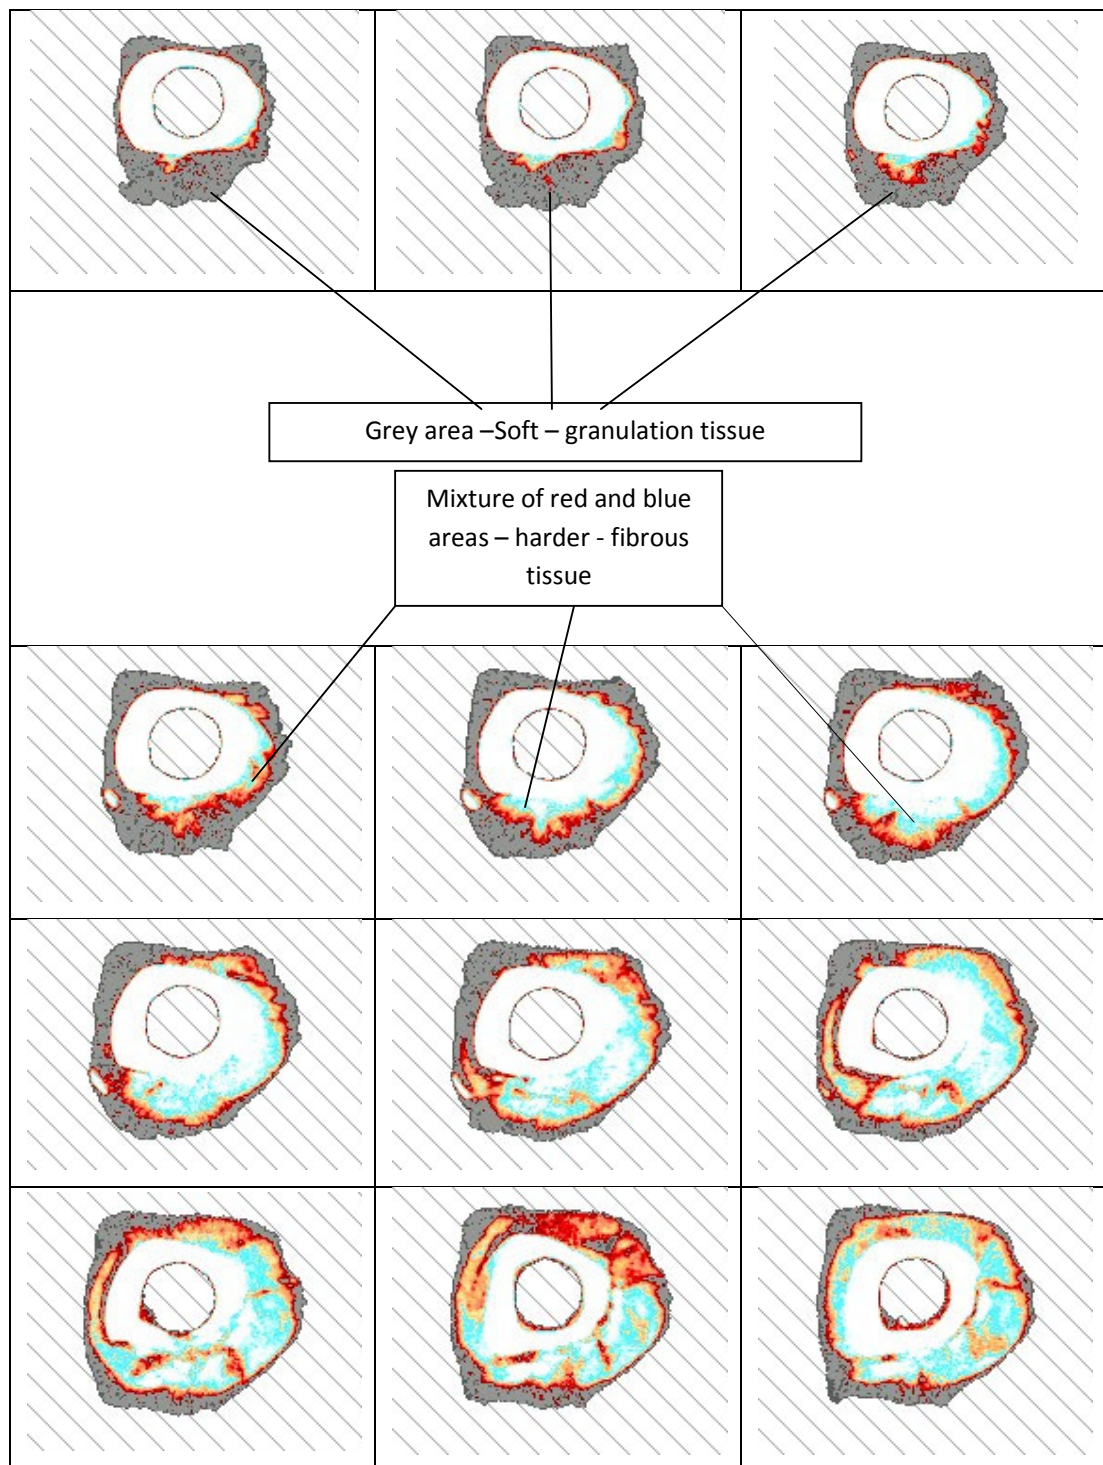 Grey area –Soft – granulation tissue
Mixture of red and blue
areas – harder - fibrous
tissue